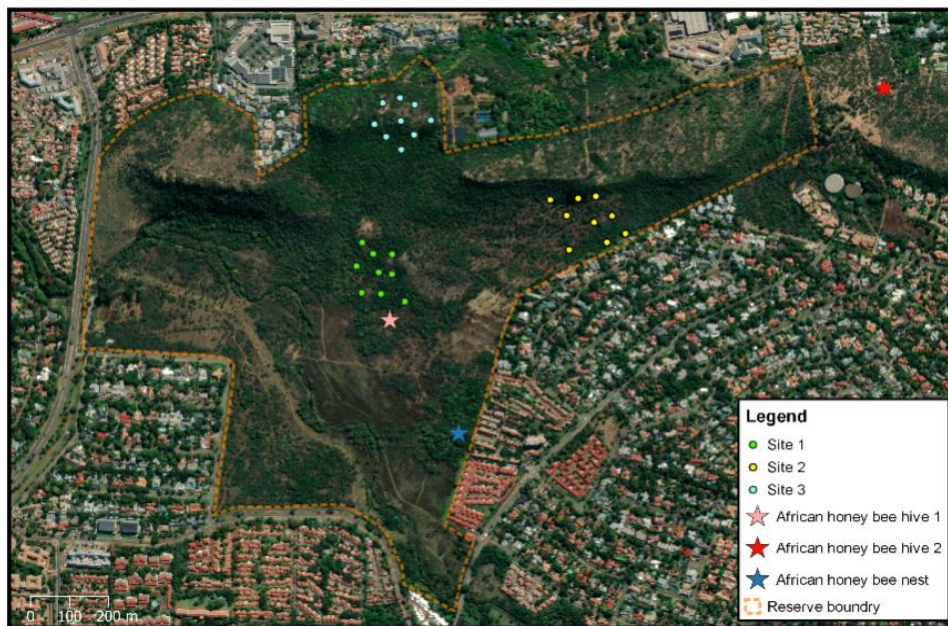 Legend
Site 1
Site 2
Site 3
African honey bee hive 1
African honey bee hive 2
African honey bee nest
Reserve boundry
0 100 200 m